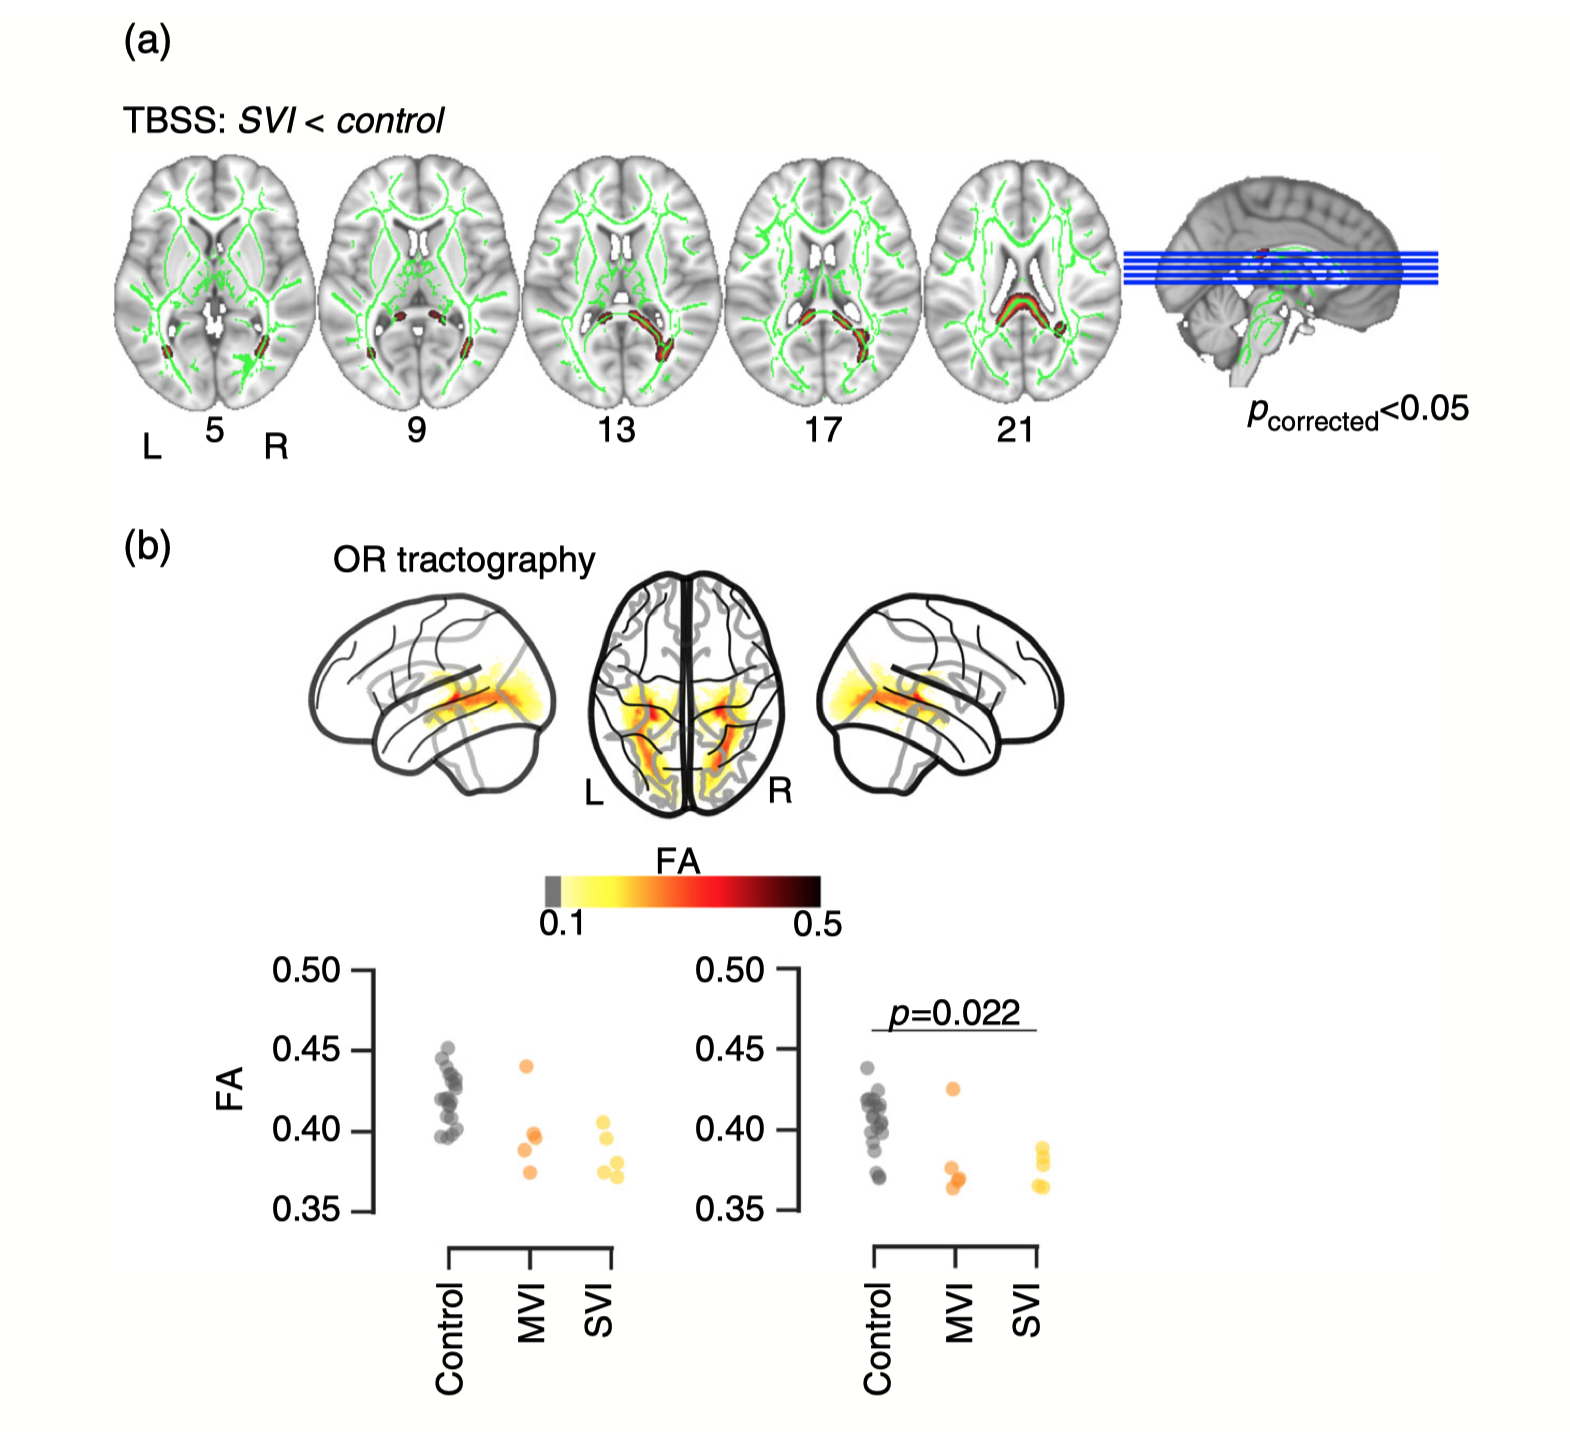 (a)
TBSS: SVI < control
5 9 13 17 21
L R
pcorrected<0.05
(b)
OR tractography
L R
FA
0.1 0.5
FA
0.50
0.45
0.40
0.35
Control MVI SVI
0.50
0.45
0.40
0.35
p=0.022
Control MVI SVI